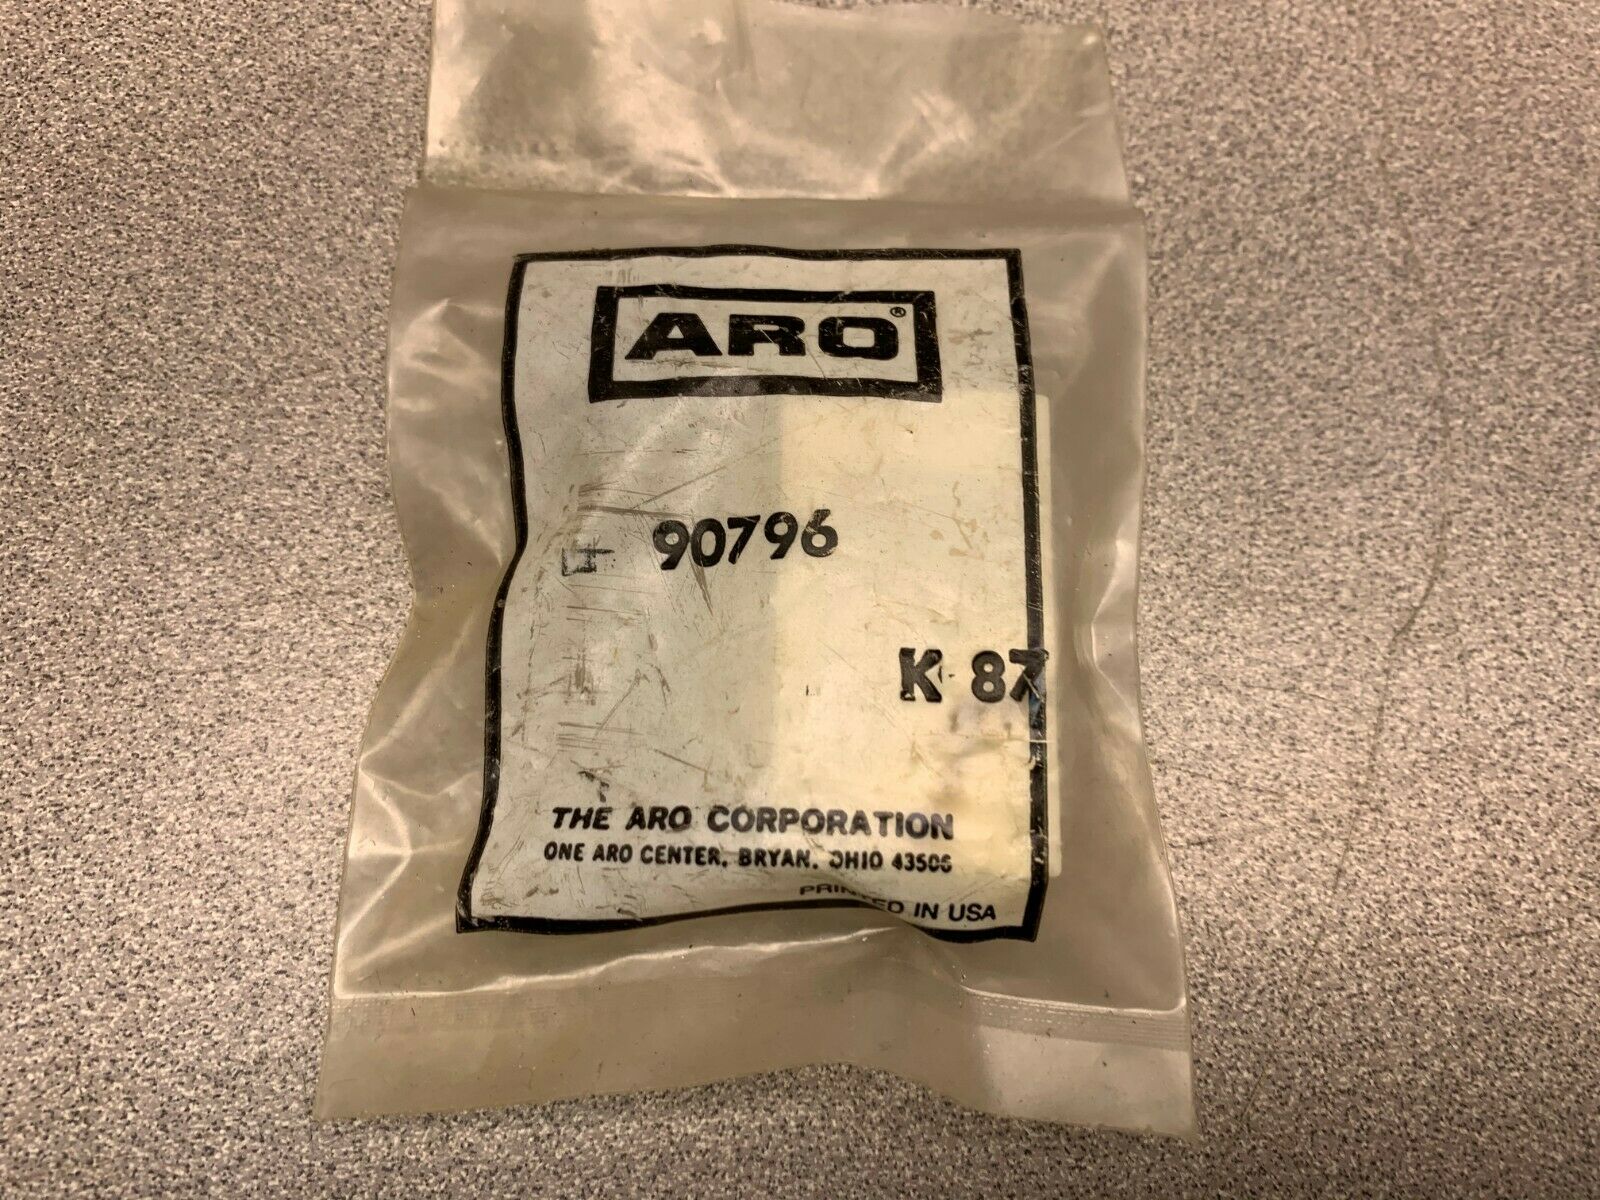 ARO®
90796
K 87
THE ARO CORPORATION
ONE ARO CENTER, BRYAN, OHIO 43506
PRINTED IN USA